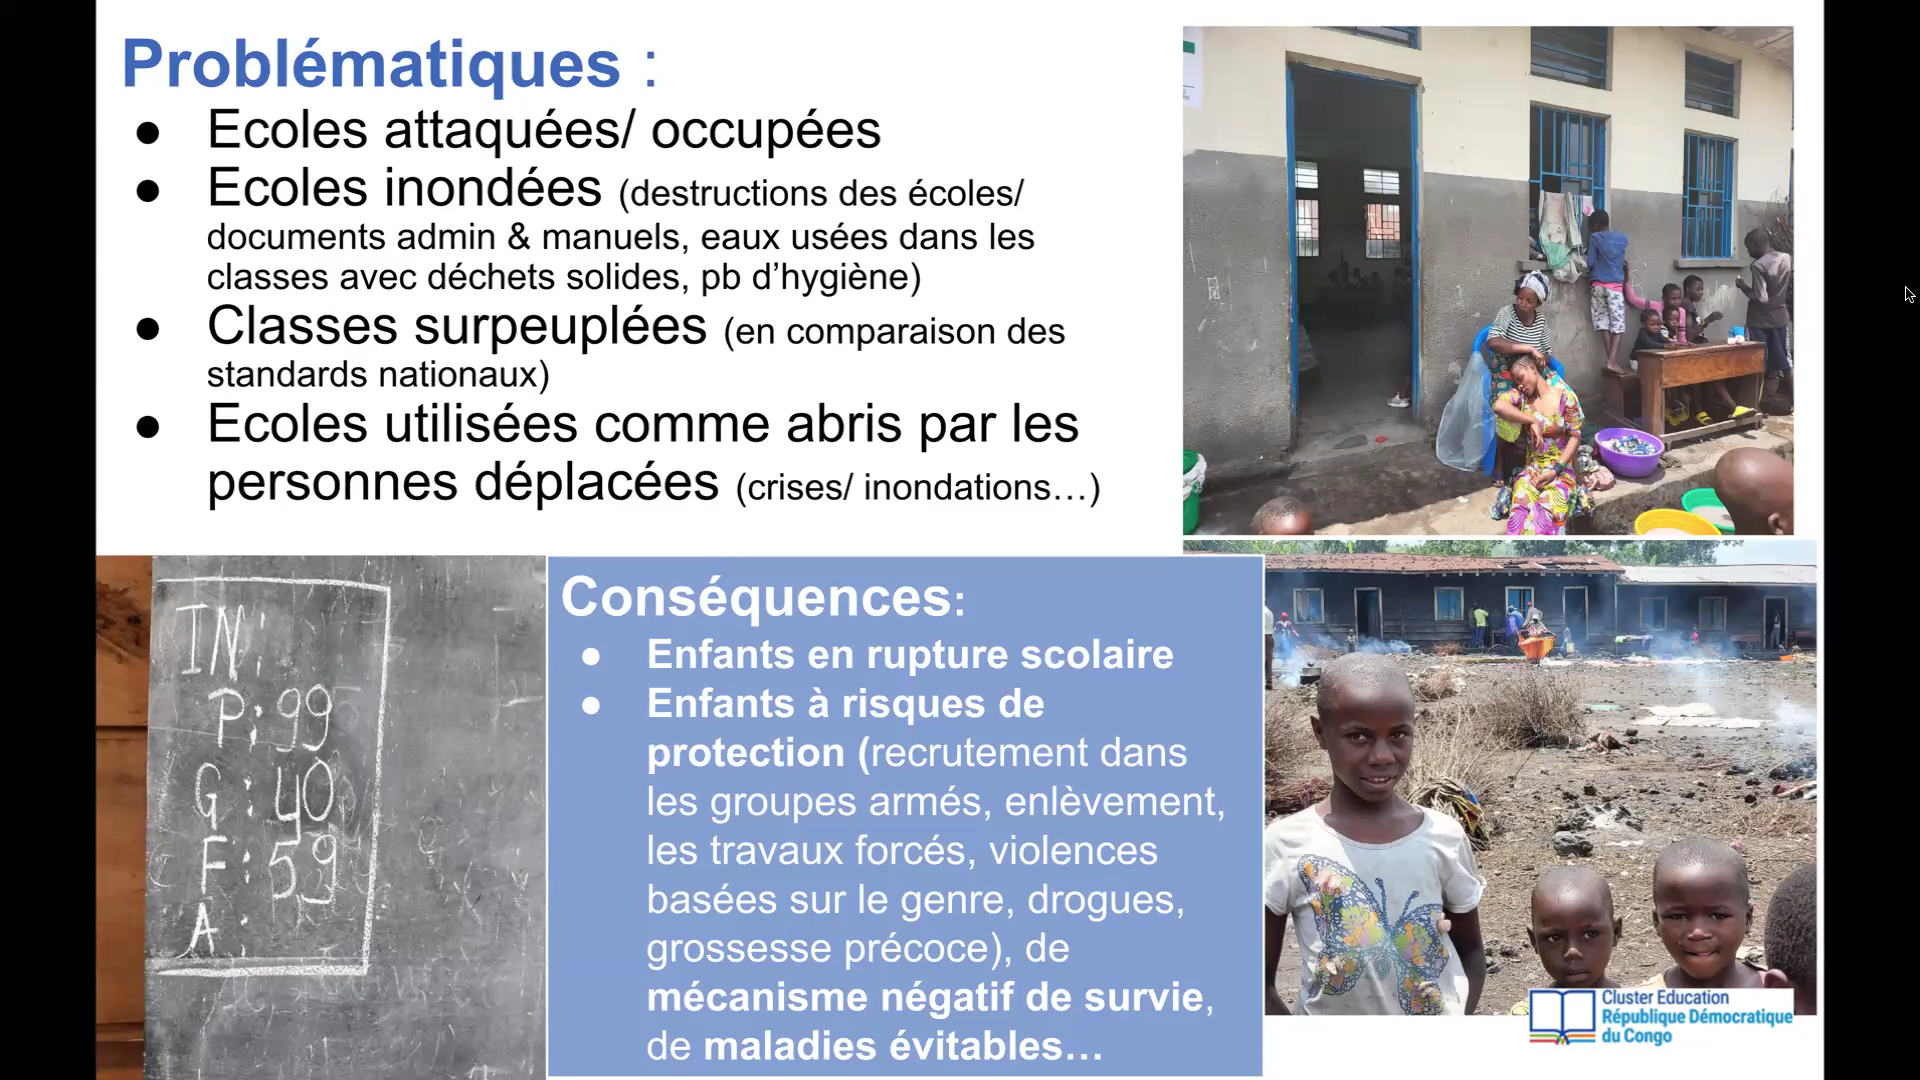 Problématiques :
● Ecoles attaquées/ occupées
● Ecoles inondées (destructions des écoles/
documents admin & manuels, eaux usées dans les
classes avec déchets solides, pb d’hygiène)
● Classes surpeuplées (en comparaison des
standards nationaux)
● Ecoles utilisées comme abris par les
personnes déplacées (crises/ inondations…)
IN:
P: 99
G: 40
F: 59
A:
Conséquences:
● Enfants en rupture scolaire
● Enfants à risques de
protection (recrutement dans
les groupes armés, enlèvement,
les travaux forcés, violences
basées sur le genre, drogues,
grossesse précoce), de
mécanisme négatif de survie,
de maladies évitables…
Cluster Education
République Démocratique
du Congo